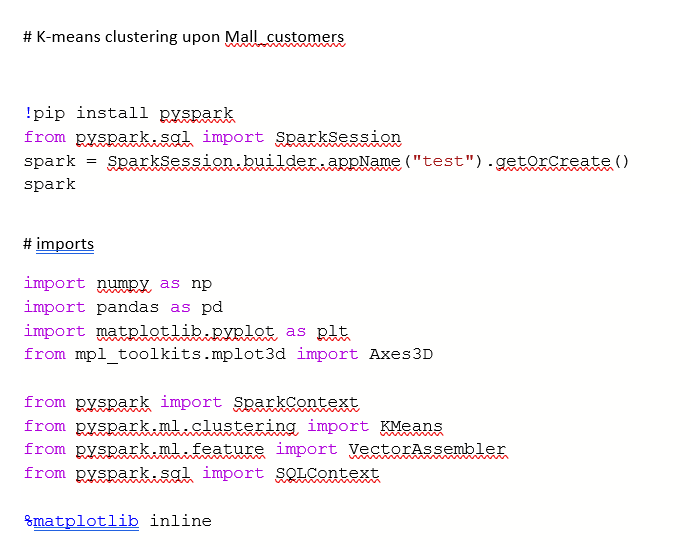 # K-means clustering upon Mall_customers
!pip install pyspark
from pyspark.sql import SparkSession
spark = SparkSession.builder.appName("test").getOrCreate()
spark
# imports
import numpy as np
import pandas as pd
import matplotlib.pyplot as plt
from mpl_toolkits.mplot3d import Axes3D
from pyspark import SparkContext
from pyspark.ml.clustering import KMeans
from pyspark.ml.feature import VectorAssembler
from pyspark.sql import SQLContext
%matplotlib inline